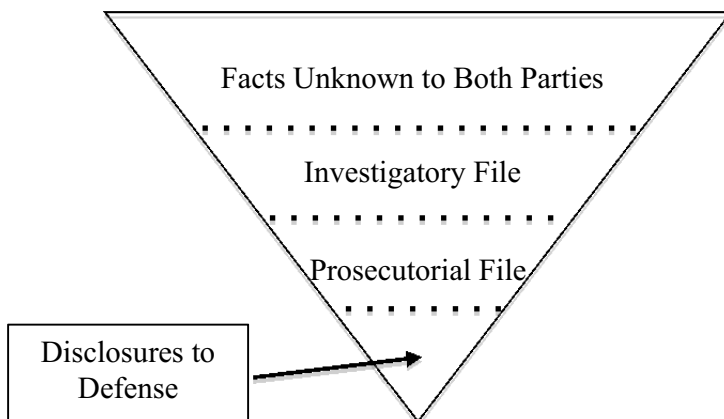 Facts Unknown to Both Parties
Investigatory File
Prosecutorial File
Disclosures to
Defense